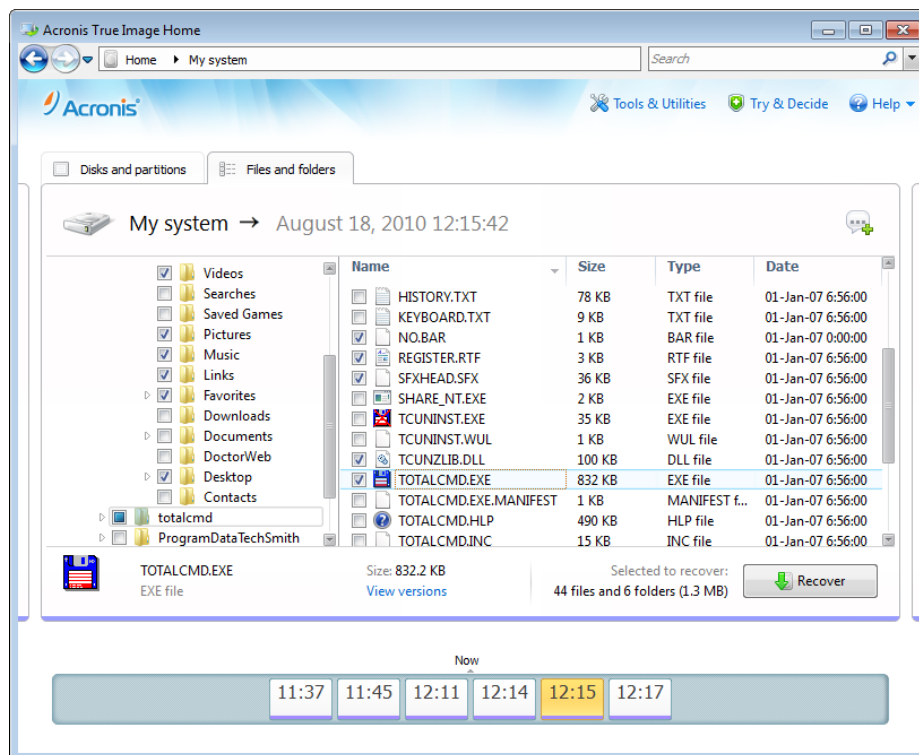 Acronis True Image Home
Home ▸ My system
Search
Acronis
Tools & Utilities Try & Decide Help
Disks and partitions Files and folders
My system → August 18, 2010 12:15:42
Name Size Type Date
Videos
Searches
Saved Games
Pictures
Music
Links
Favorites
Downloads
Documents
DoctorWeb
Desktop
Contacts
totalcmd
ProgramDataTechSmith
HISTORY.TXT 78 KB TXT file 01-Jan-07 6:56:00
KEYBOARD.TXT 9 KB TXT file 01-Jan-07 6:56:00
NO.BAR 1 KB BAR file 01-Jan-07 0:00:00
REGISTER.RTF 3 KB RTF file 01-Jan-07 6:56:00
SFXHEAD.SFX 36 KB SFX file 01-Jan-07 6:56:00
SHARE_NT.EXE 2 KB EXE file 01-Jan-07 6:56:00
TCUNINST.EXE 35 KB EXE file 01-Jan-07 6:56:00
TCUNINST.WUL 1 KB WUL file 01-Jan-07 6:56:00
TCUNZLIB.DLL 100 KB DLL file 01-Jan-07 6:56:00
TOTALCMD.EXE 832 KB EXE file 01-Jan-07 6:56:00
TOTALCMD.EXE.MANIFEST 1 KB MANIFEST f... 01-Jan-07 6:56:00
TOTALCMD.HLP 490 KB HLP file 01-Jan-07 6:56:00
TOTALCMD.INC 15 KB INC file 01-Jan-07 6:56:00
TOTALCMD.EXE
EXE file
Size: 832.2 KB
View versions
Selected to recover:
44 files and 6 folders (1.3 MB)
Recover
Now
11:37 11:45 12:11 12:14 12:15 12:17